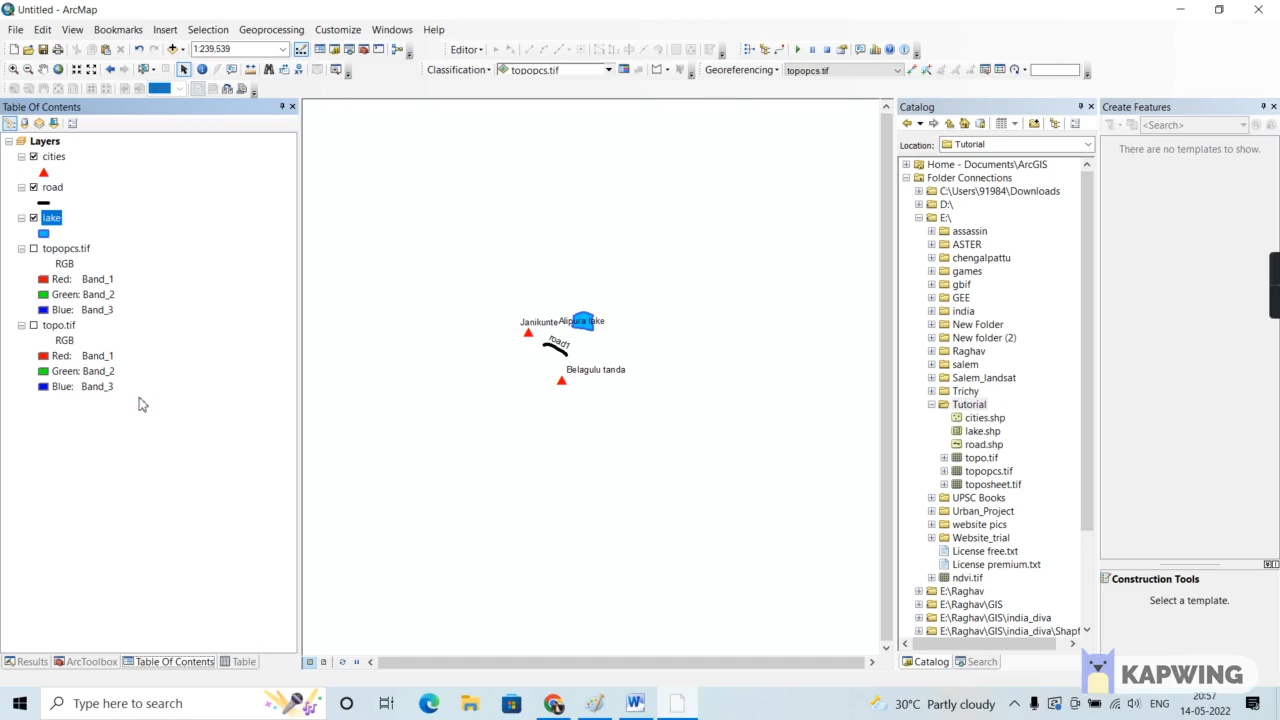 Untitled - ArcMap
File Edit View Bookmarks Insert Selection Geoprocessing Customize Windows Help
1:239,539 Editor
Classification topopcs.tif Georeferencing topopcs.tif
Table Of Contents
Layers
cities
road
lake
topopcs.tif
RGB
Red: Band_1
Green: Band_2
Blue: Band_3
topo.tif
RGB
Red: Band_1
Green: Band_2
Blue: Band_3
Results ArcToolbox Table Of Contents Table
Janikunte Alipura lake
road1
Belagulu tanda
Catalog
Location: Tutorial
Home - Documents\ArcGIS
Folder Connections
C:\Users\91984\Downloads
D:\
E:\
assassin
ASTER
chengalpattu
games
gbif
GEE
india
New Folder
New folder (2)
Raghav
salem
Salem_landsat
Trichy
Tutorial
cities.shp
lake.shp
road.shp
topo.tif
topopcs.tif
toposheet.tif
UPSC Books
Urban_Project
website pics
Website_trial
License free.txt
License premium.txt
ndvi.tif
E:\Raghav
E:\Raghav\GIS
E:\Raghav\GIS\india_diva
E:\Raghav\GIS\india_diva\Shapf
Catalog Search
Create Features
<Search>
There are no templates to show.
Construction Tools
Select a template.
KAPWING
Type here to search
30°C Partly cloudy
ENG
20:57
14-05-2022